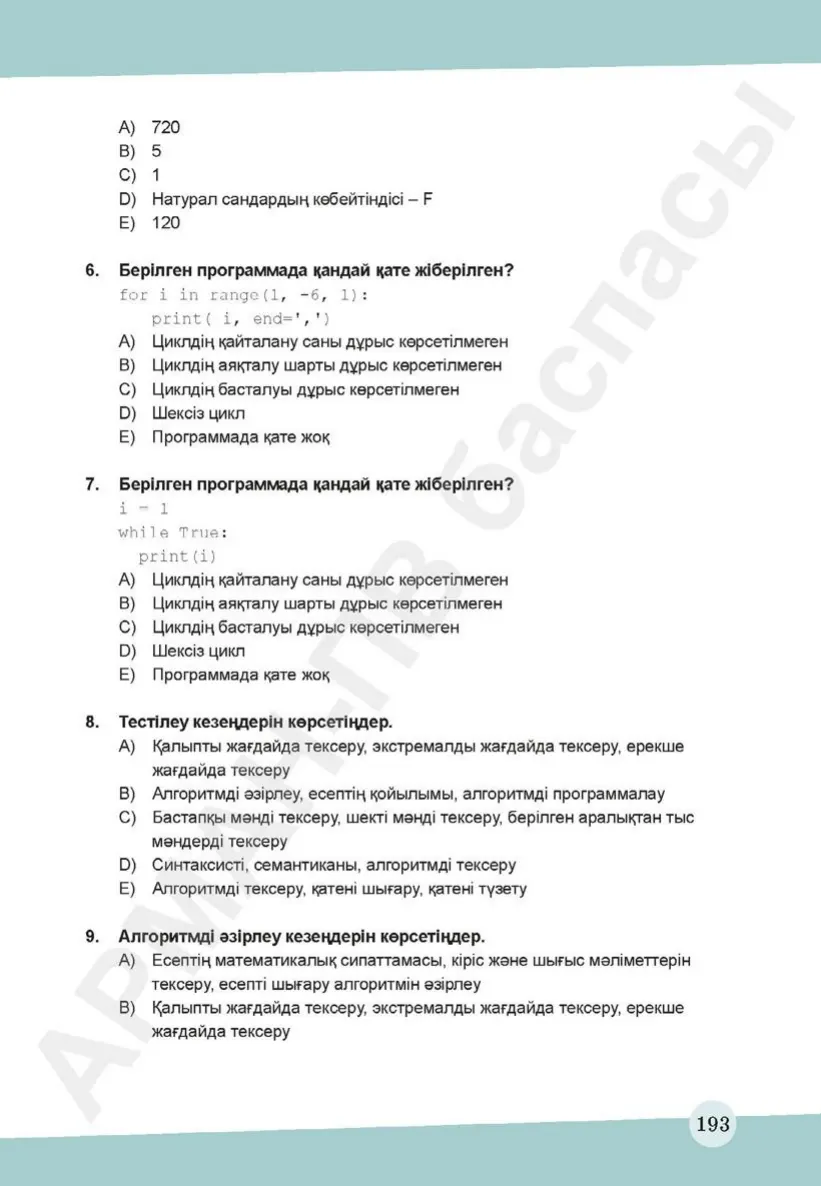 A) 720
B) 5
C) 1
D) Натурал сандардың көбейтіндісі – F
E) 120
6. Берілген программада қандай қате жіберілген?
for i in range(1, -6, 1):
print( i, end=',')
A) Циклдің қайталану саны дұрыс көрсетілмеген
B) Циклдің аяқталу шарты дұрыс көрсетілмеген
C) Циклдің басталуы дұрыс көрсетілмеген
D) Шексіз цикл
E) Программада қате жоқ
7. Берілген программада қандай қате жіберілген?
i = 1
while True:
print(i)
A) Циклдің қайталану саны дұрыс көрсетілмеген
B) Циклдің аяқталу шарты дұрыс көрсетілмеген
C) Циклдің басталуы дұрыс көрсетілмеген
D) Шексіз цикл
E) Программада қате жоқ
8. Тестілеу кезеңдерін көрсетіңдер.
A) Қалыпты жағдайда тексеру, экстремалды жағдайда тексеру, ерекше
жағдайда тексеру
B) Алгоритмді әзірлеу, есептің қойылымы, алгоритмді программалау
C) Бастапқы мәнді тексеру, шекті мәнді тексеру, берілген аралықтан тыс
мәндерді тексеру
D) Синтаксисті, семантиканы, алгоритмді тексеру
E) Алгоритмді тексеру, қатені шығару, қатені түзету
9. Алгоритмді әзірлеу кезеңдерін көрсетіңдер.
A) Есептің математикалық сипаттамасы, кіріс және шығыс мәліметтерін
тексеру, есепті шығару алгоритмін әзірлеу
B) Қалыпты жағдайда тексеру, экстремалды жағдайда тексеру, ерекше
жағдайда тексеру
193
АРМАН-ПВ баспасы